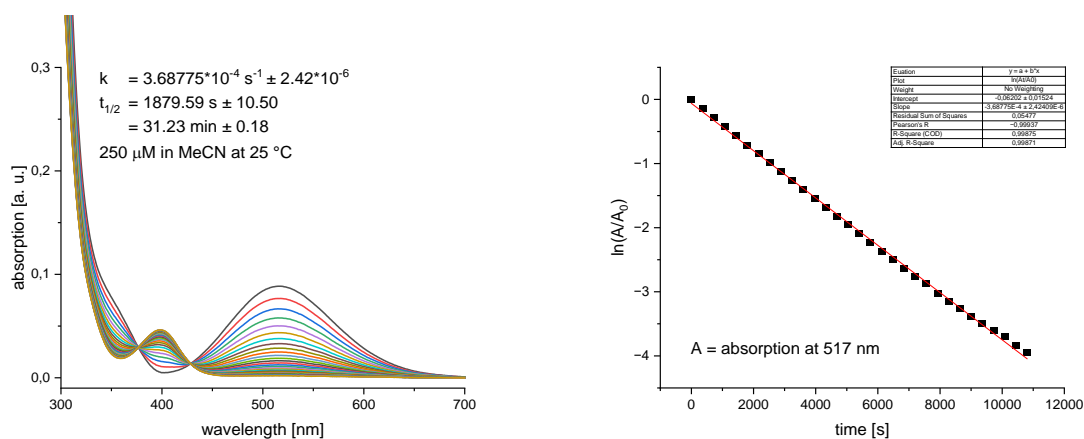 0,3
0,2
0,1
0,0
300
400
500
600
700
absorption [a. u.]
wavelength [nm]
k = 3.68775*10⁻⁴ s⁻¹ ± 2.42*10⁻⁶
t₁/₂ = 1879.59 s ± 10.50
= 31.23 min ± 0.18
250 μM in MeCN at 25 °C
0
−1
−2
−3
−4
0
2000
4000
6000
8000
10000
12000
ln(A/A₀)
time [s]
A = absorption at 517 nm
Euation y = a + b*x
Plot ln(At/A0)
Weight No Weighting
Intercept -0,06202 ± 0,01524
Slope -3,68775E-4 ± 2,42409E-6
Residual Sum of Squares 0,05477
Pearson's R −0,99937
R-Square (COD) 0,99875
Adj. R-Square 0,99871